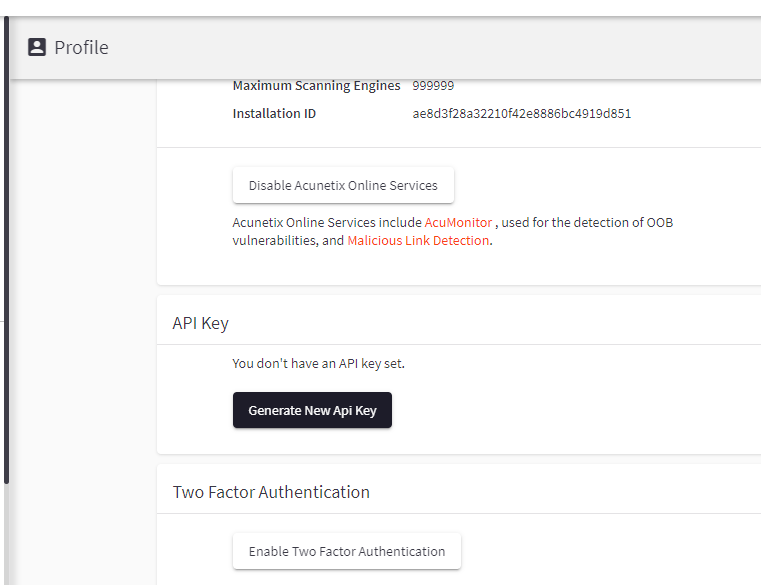 Profile
Maximum Scanning Engines 999999
Installation ID ae8d3f28a32210f42e8886bc4919d851
Disable Acunetix Online Services
Acunetix Online Services include AcuMonitor , used for the detection of OOB
vulnerabilities, and Malicious Link Detection.
API Key
You don't have an API key set.
Generate New Api Key
Two Factor Authentication
Enable Two Factor Authentication